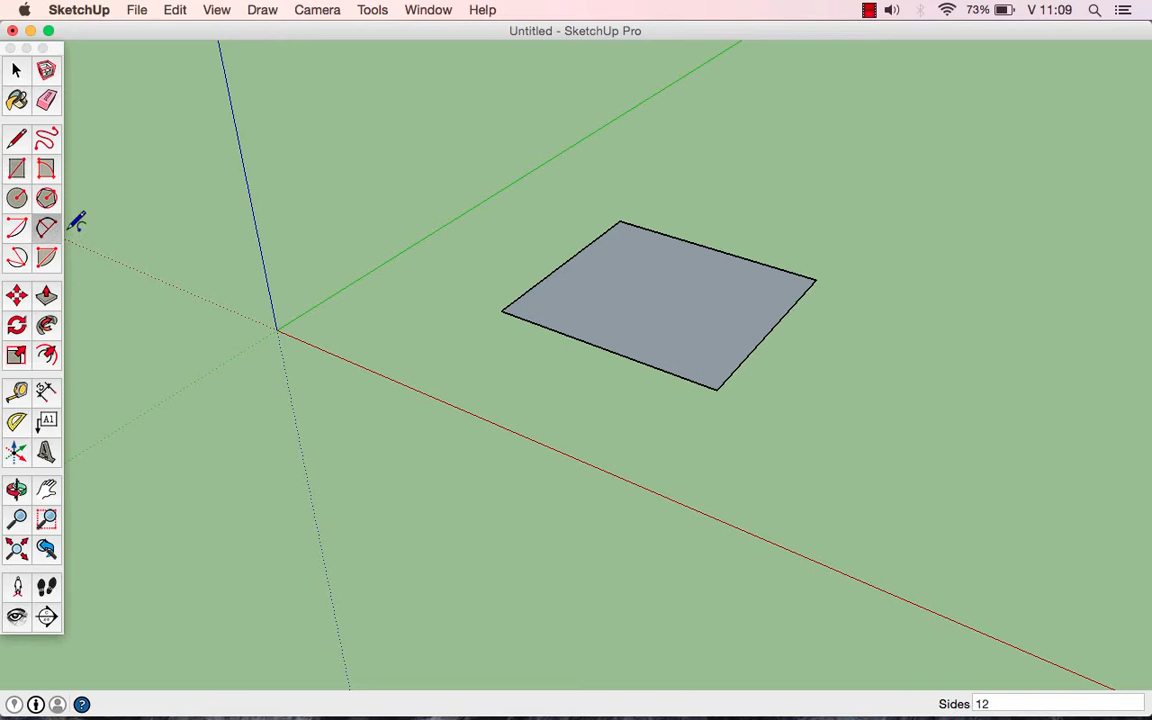 SketchUp File Edit View Draw Camera Tools Window Help 73% V 11:09
Untitled - SketchUp Pro
A1
Sides 12